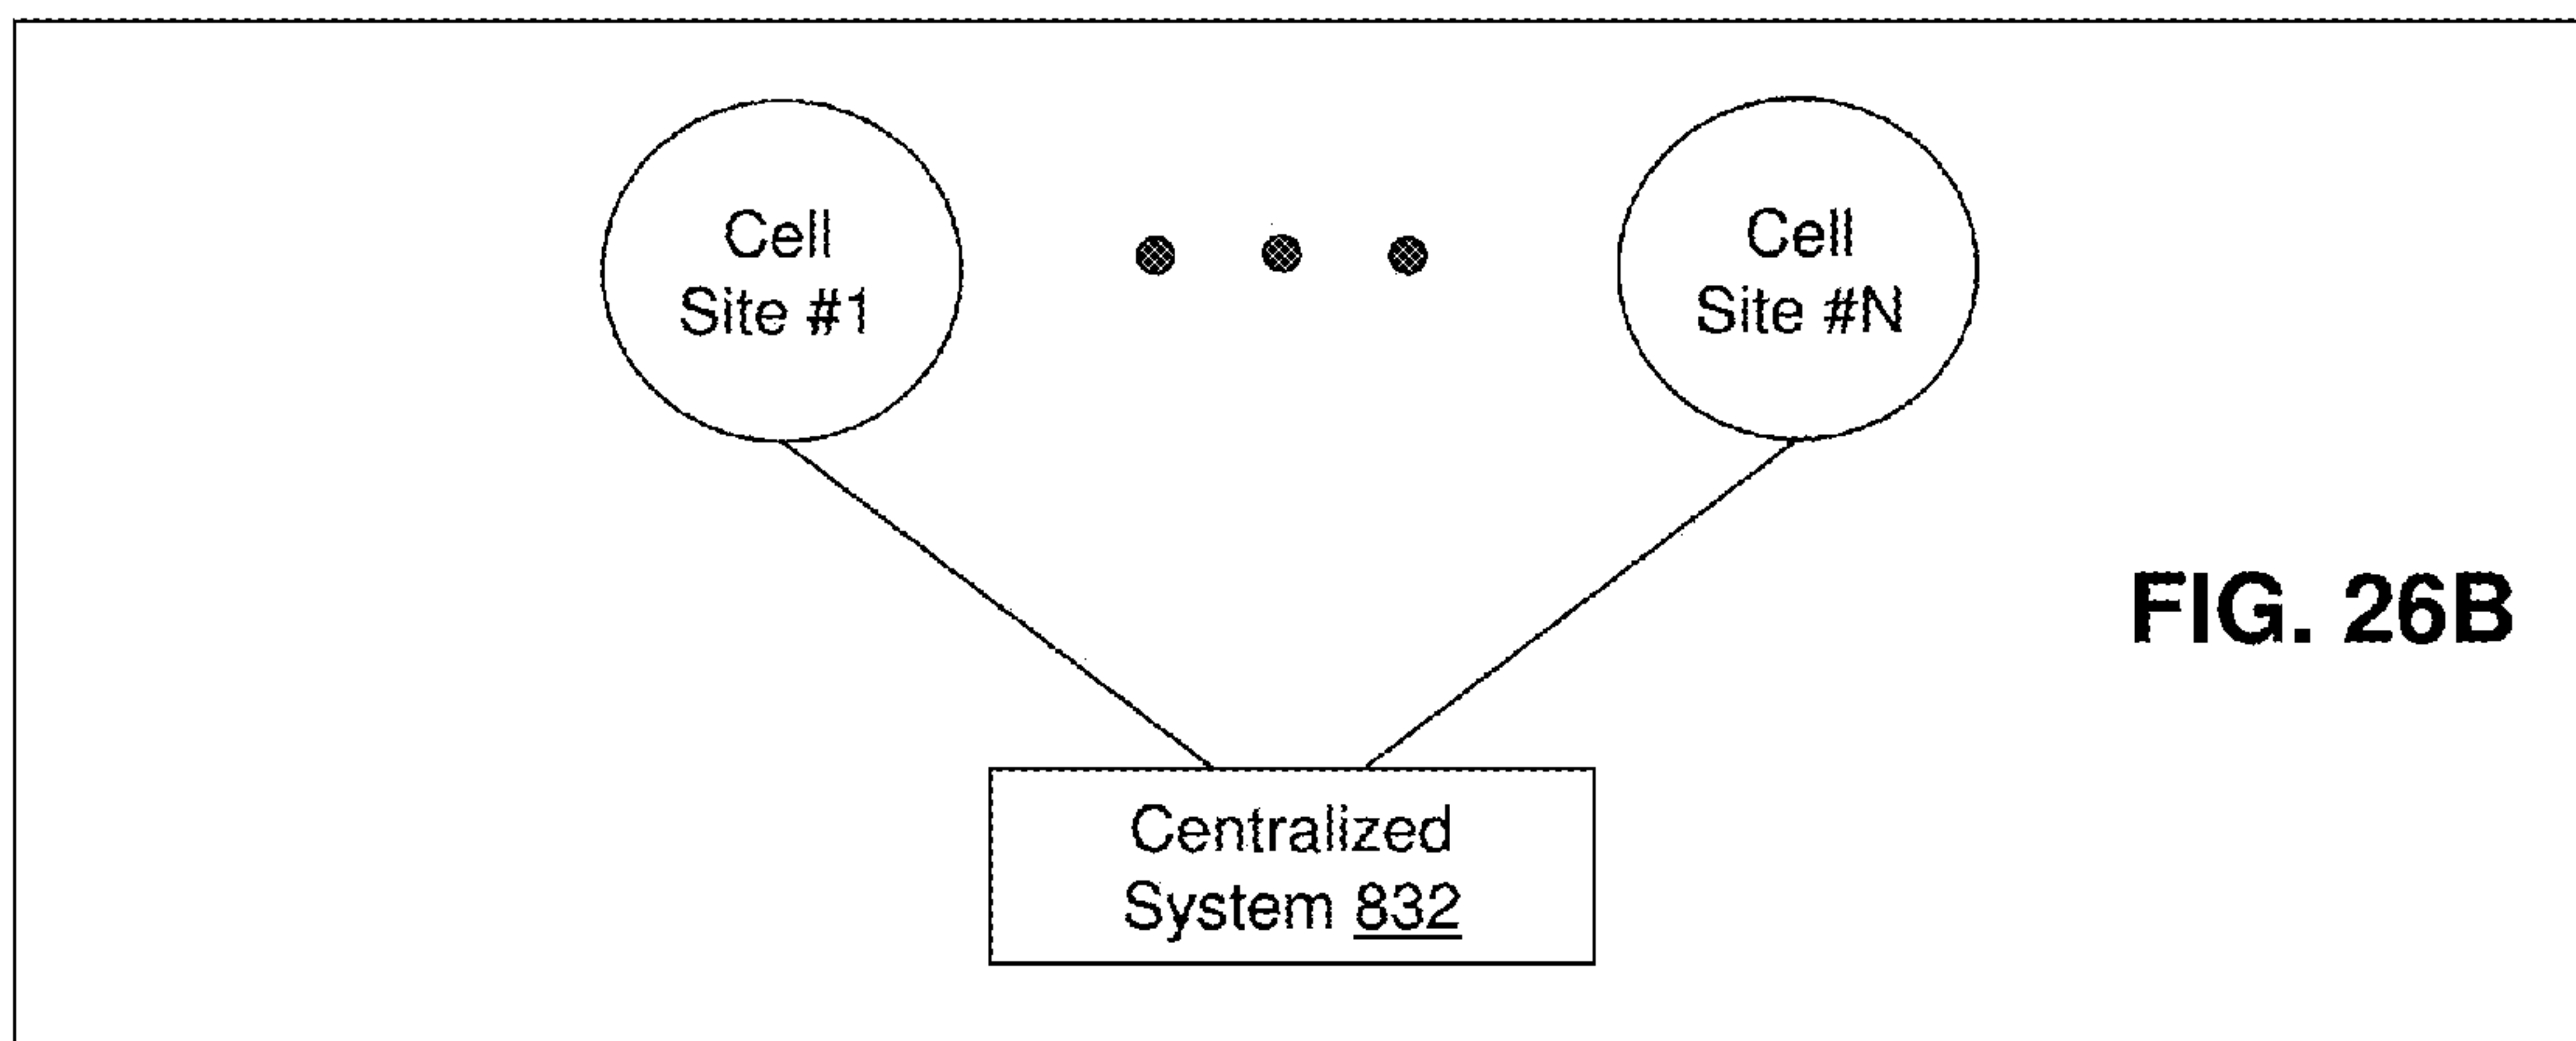 Cell
Site #1
Cell
Site #N
FIG. 26B
Centralized
System 832